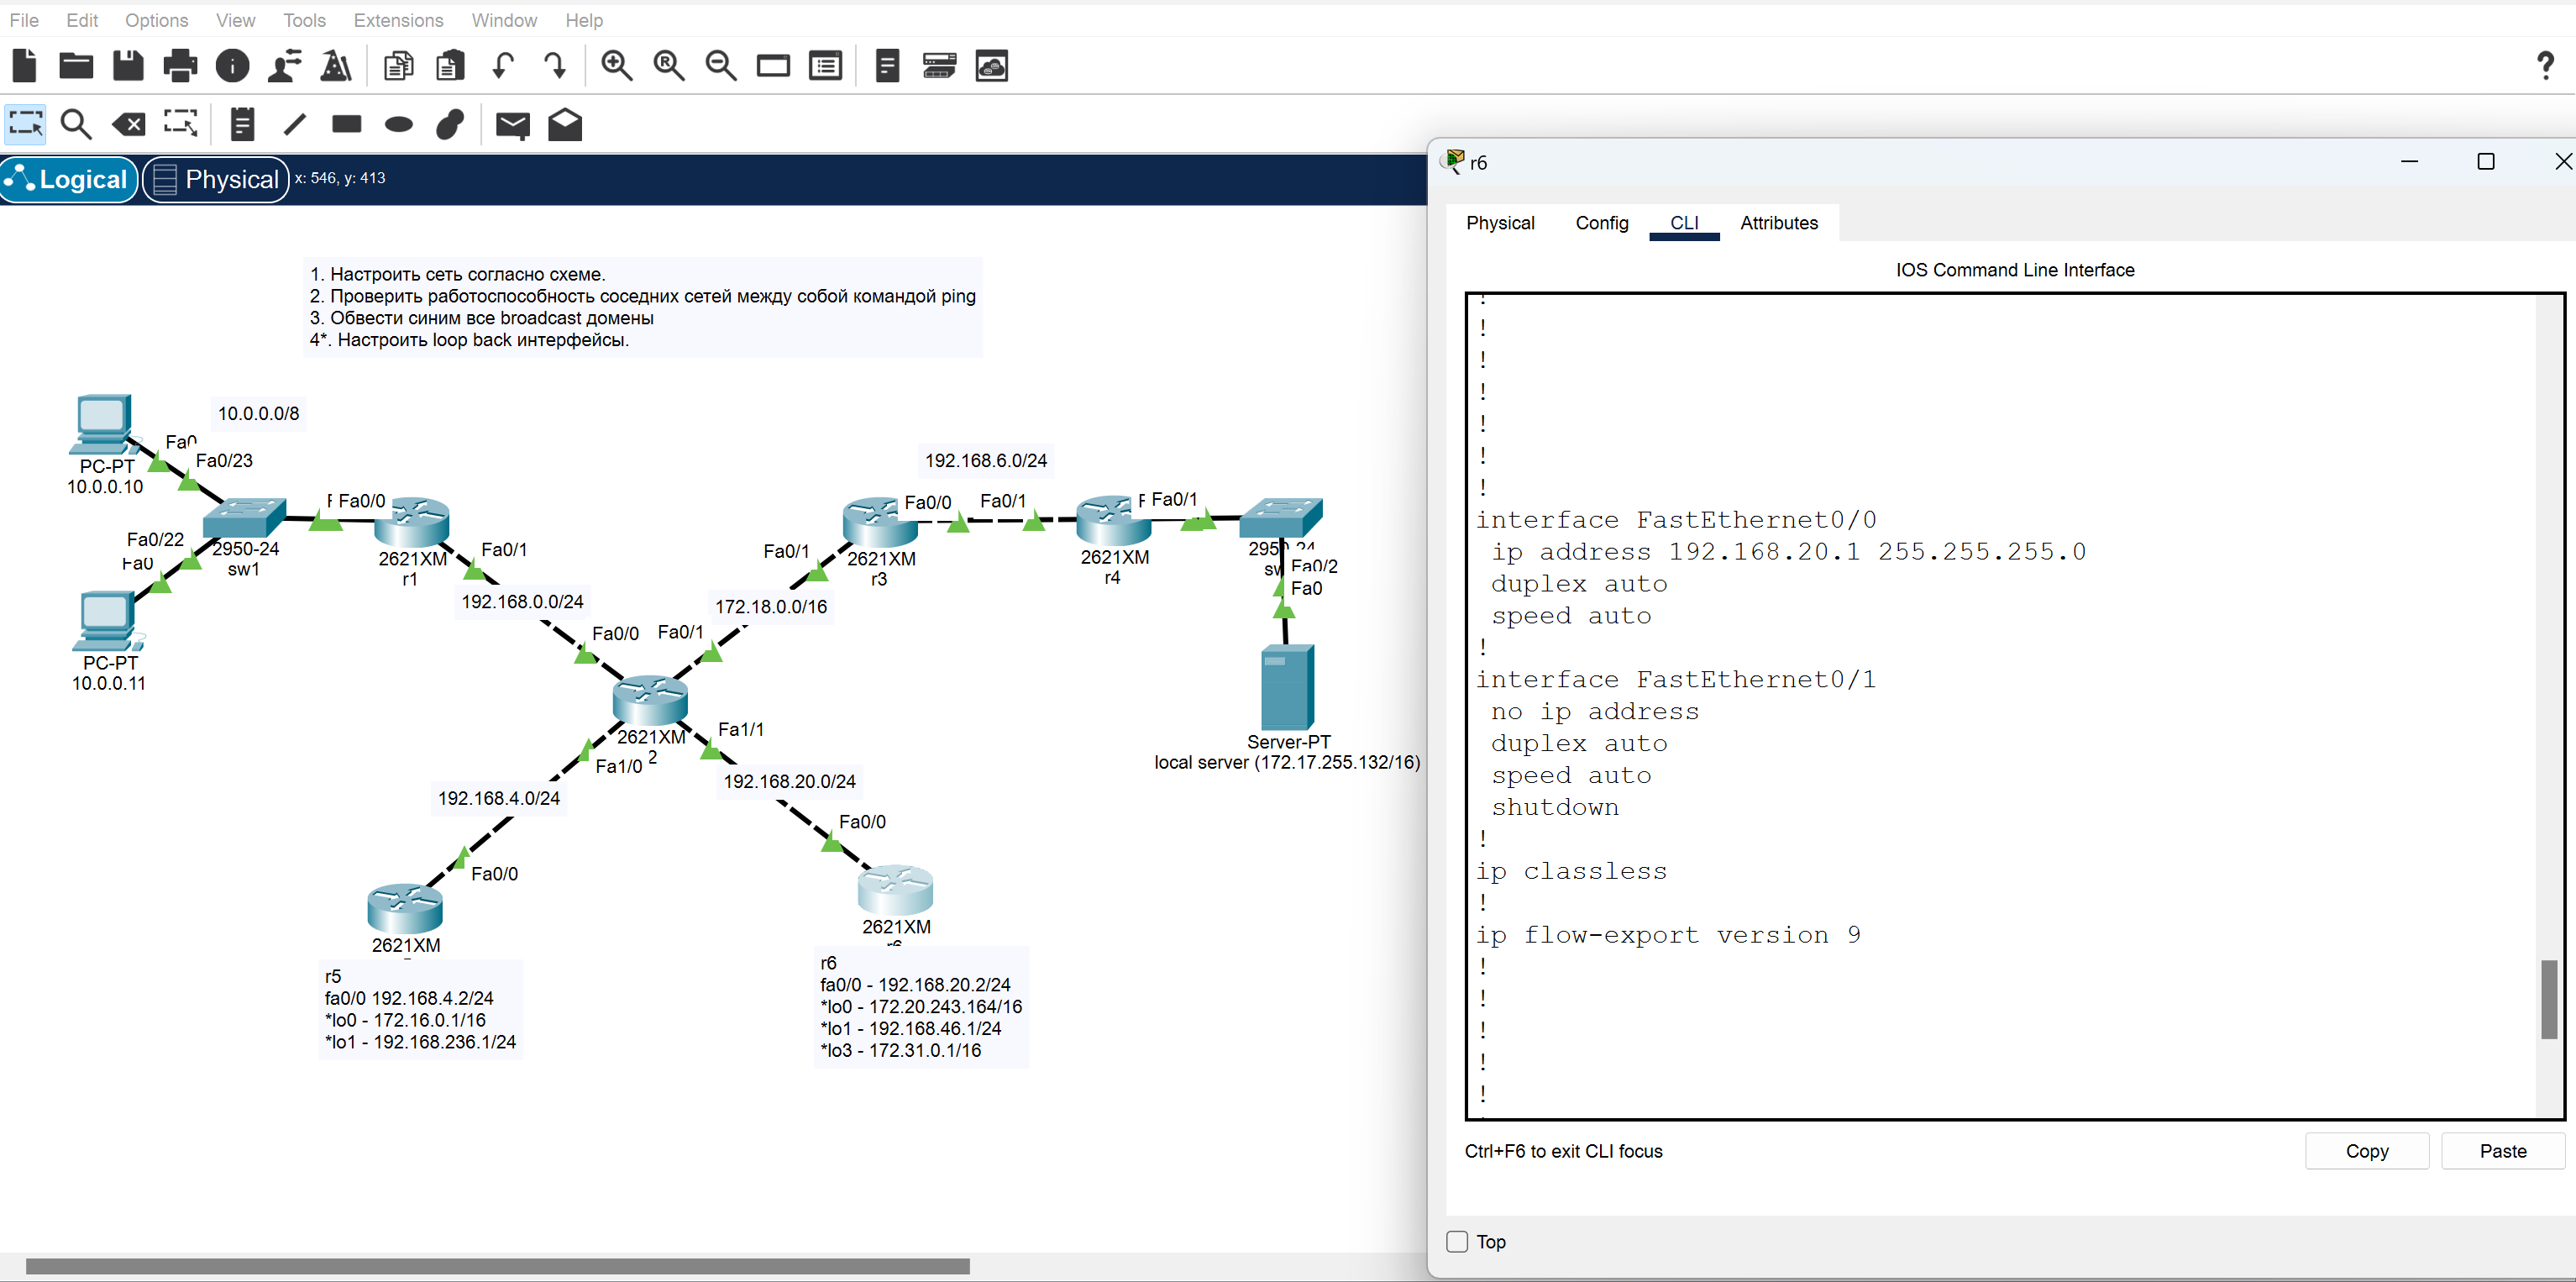 File Edit Options View Tools Extensions Window Help
Logical Physical x: 546, y: 413
1. Настроить сеть согласно схеме.
2. Проверить работоспособность соседних сетей между собой командой ping
3. Обвести синим все broadcast домены
4*. Настроить loop back интерфейсы.
10.0.0.0/8
Fa0
Fa0/23
PC-PT
10.0.0.10
Fa0/22
Fa0
PC-PT
10.0.0.11
2950-24
sw1
Fa0/0
2621XM
r1
Fa0/1
192.168.0.0/24
Fa0/0
Fa0/1
172.18.0.0/16
Fa0/1
192.168.6.0/24
Fa0/0
Fa0/1
2621XM
r3
Fa0/1
2621XM
r4
Fa0/2
Fa0
Server-PT
local server (172.17.255.132/16)
2621XM
2
Fa1/1
Fa1/0
192.168.20.0/24
192.168.4.0/24
Fa0/0
Fa0/0
2621XM
2621XM
r5
fa0/0 192.168.4.2/24
*lo0 - 172.16.0.1/16
*lo1 - 192.168.236.1/24
r6
fa0/0 - 192.168.20.2/24
*lo0 - 172.20.243.164/16
*lo1 - 192.168.46.1/24
*lo3 - 172.31.0.1/16
r6
Physical Config CLI Attributes
IOS Command Line Interface
!
!
!
!
!
!
!
interface FastEthernet0/0
ip address 192.168.20.1 255.255.255.0
duplex auto
speed auto
!
interface FastEthernet0/1
no ip address
duplex auto
speed auto
shutdown
!
ip classless
!
ip flow-export version 9
!
!
!
!
!
Ctrl+F6 to exit CLI focus
Copy Paste
Top